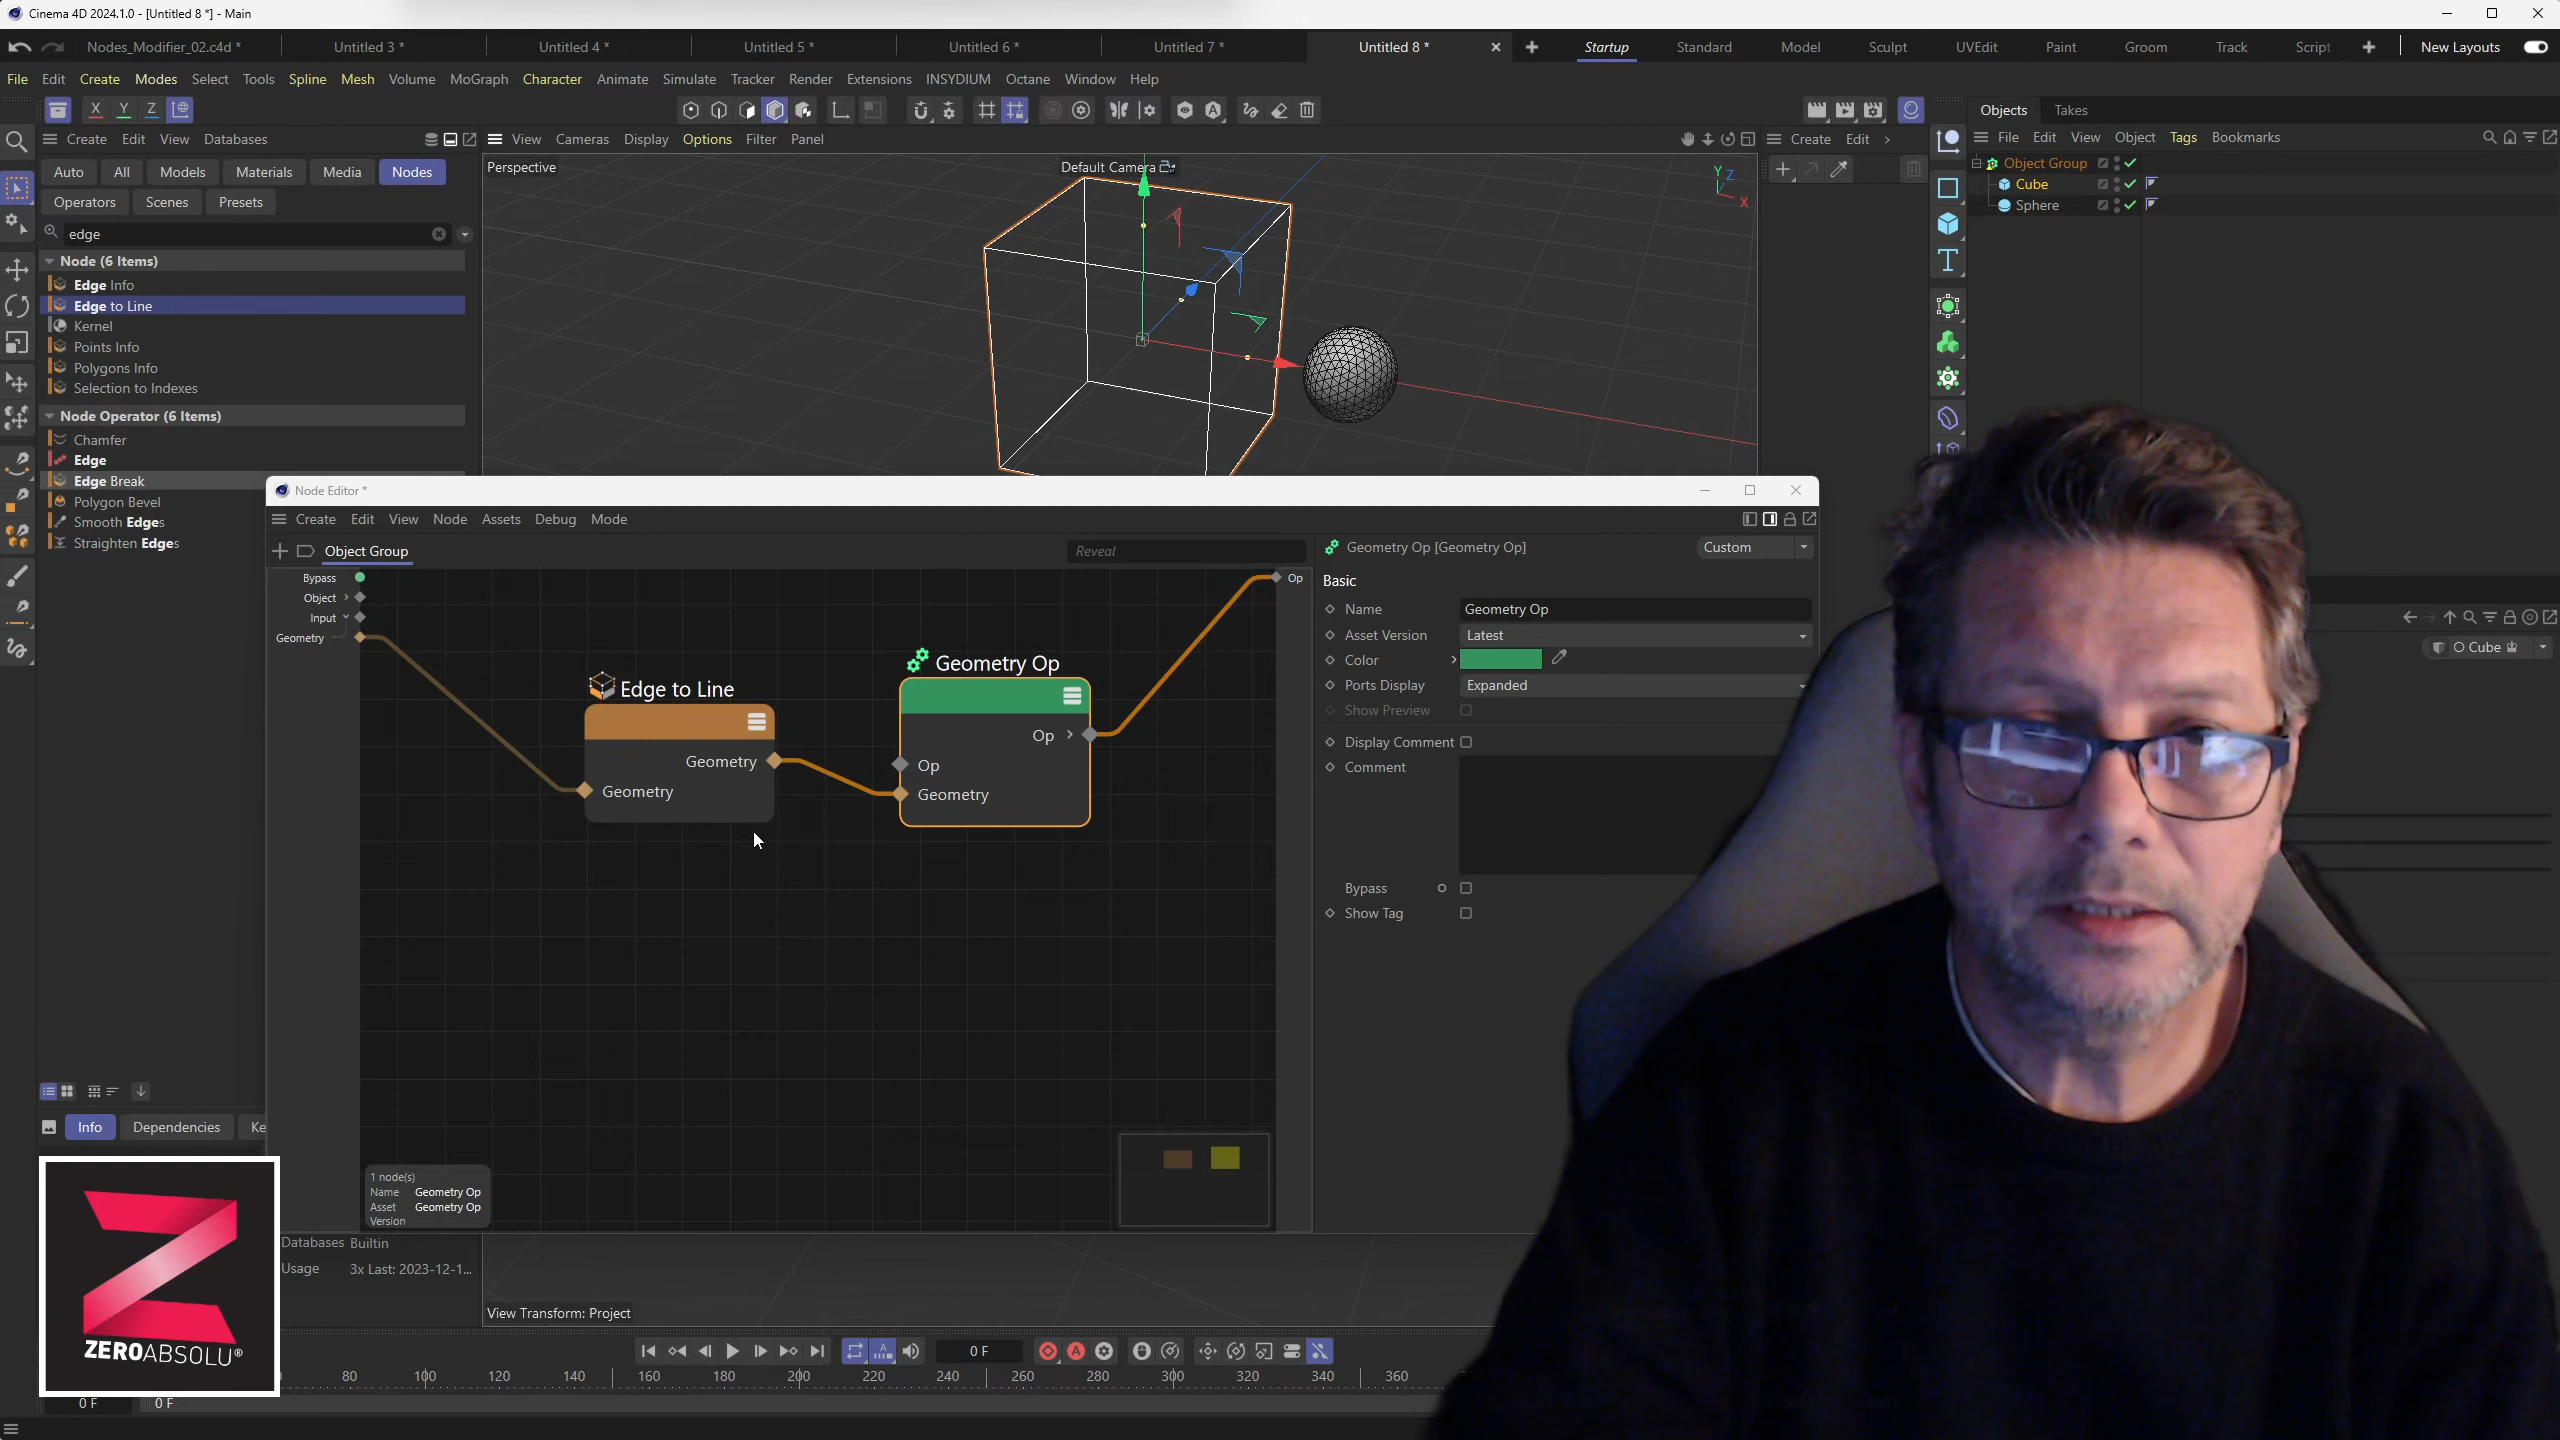 Cinema 4D 2024.1.0 - [Untitled 8 *] - Main
Nodes_Modifier_02.c4d * Untitled 3 * Untitled 4 * Untitled 5 * Untitled 6 * Untitled 7 * Untitled 8 * Startup Standard Model Sculpt UVEdit Paint Groom Track Script New Layouts
File Edit Create Modes Select Tools Spline Mesh Volume MoGraph Character Animate Simulate Tracker Render Extensions INSYDIUM Octane Window Help
X Y Z
Objects Takes
Create Edit View Databases
View Cameras Display Options Filter Panel
Create Edit
File Edit View Object Tags Bookmarks
Auto All Models Materials Media Nodes
Operators Scenes Presets
edge
Node (6 Items)
Edge Info
Edge to Line
Kernel
Points Info
Polygons Info
Selection to Indexes
Node Operator (6 Items)
Chamfer
Edge
Edge Break
Polygon Bevel
Smooth Edges
Straighten Edges
Perspective
Default Camera
Y
Z
X
Object Group
Cube
Sphere
Node Editor *
Create Edit View Node Assets Debug Mode
Object Group
Reveal
Bypass
Object
Input
Geometry
Edge to Line
Geometry
Geometry
Geometry Op
Op
Op
Geometry
Op
Geometry Op [Geometry Op]
Custom
Basic
Name Geometry Op
Asset Version Latest
Color
Ports Display Expanded
Show Preview
Display Comment
Comment
Bypass
Show Tag
Cube
1 node(s)
Name Geometry Op
Asset Geometry Op
Version
Info Dependencies Ke
Databases Builtin
Usage 3x Last: 2023-12-1...
View Transform: Project
ZEROABSOLU®
A
0 F
80 100 120 140 160 180 200 220 240 260 280 300 320 340 360
0 F 0 F